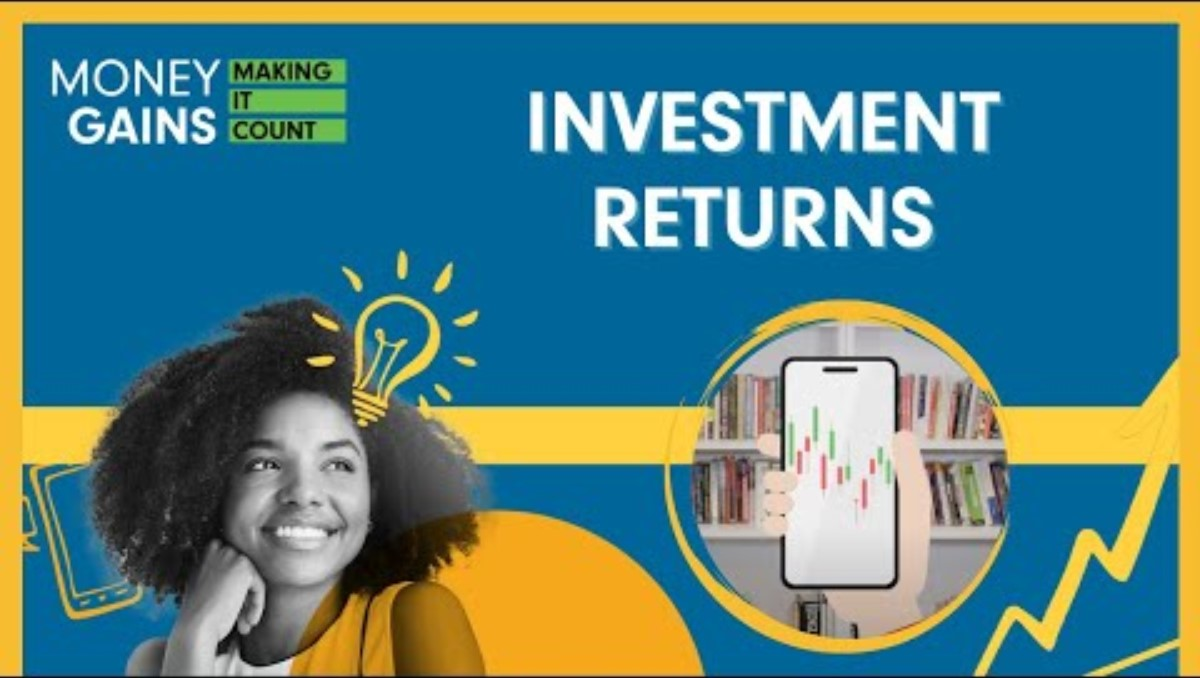 MONEY
GAINS
MAKING
IT
COUNT
INVESTMENT
RETURNS